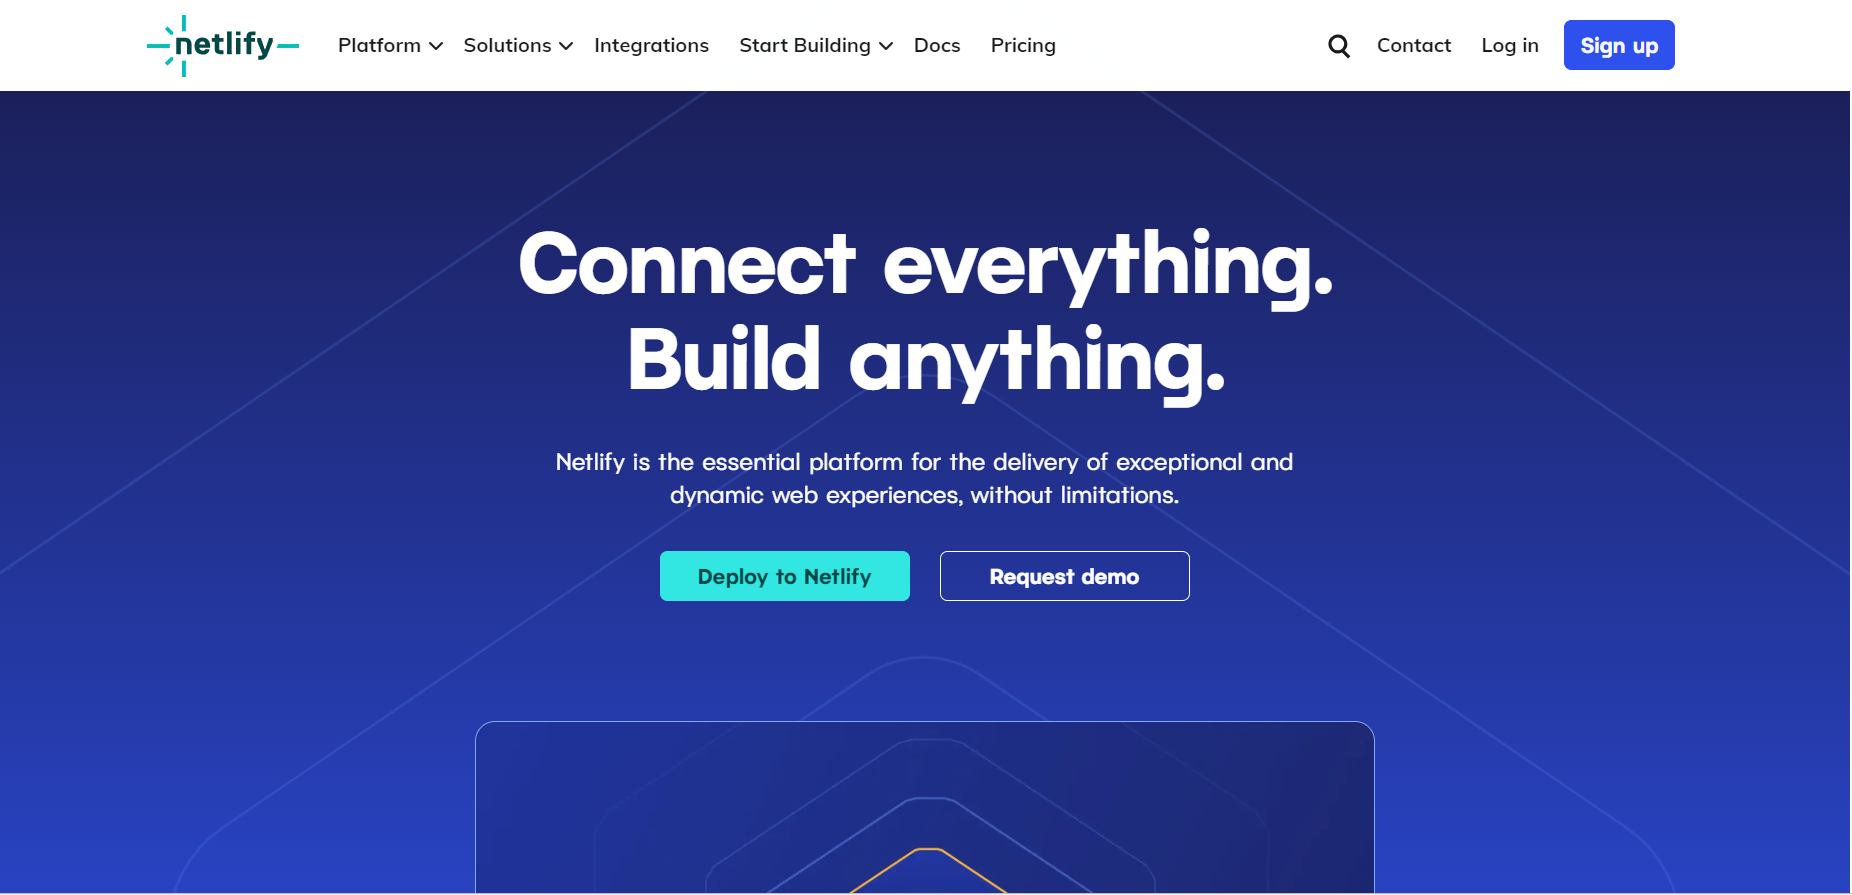 netlify
Platform
Solutions
Integrations
Start Building
Docs
Pricing
Contact
Log in
Sign up
Connect everything.
Build anything.
Netlify is the essential platform for the delivery of exceptional and
dynamic web experiences, without limitations.
Deploy to Netlify
Request demo